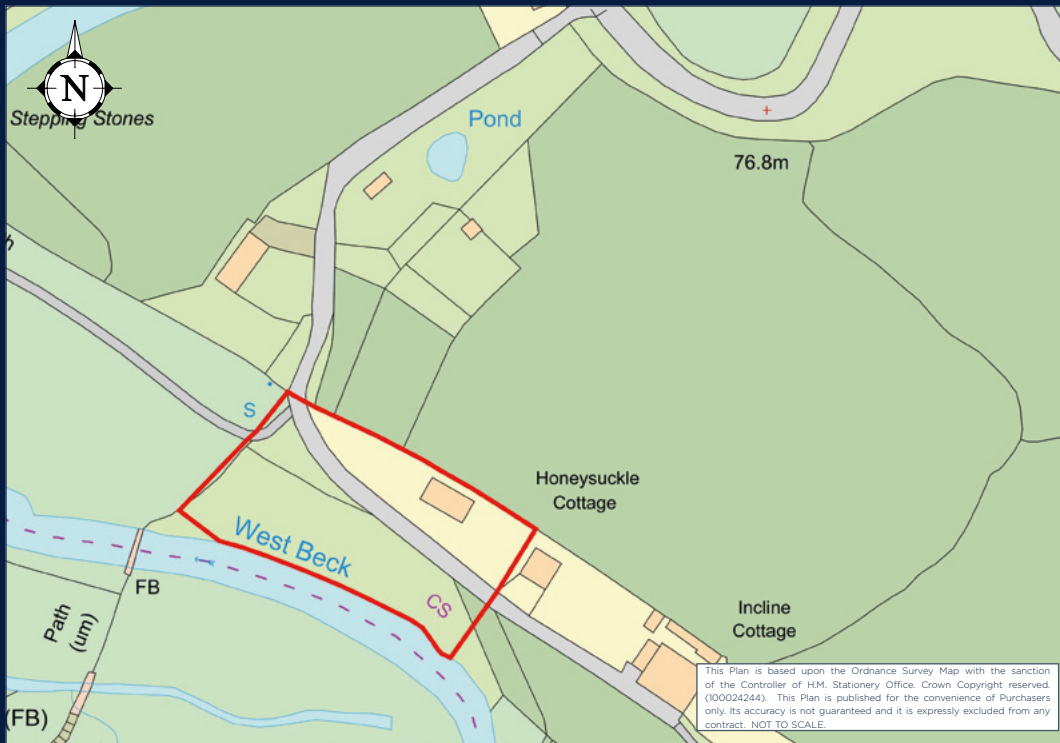 N
Stepping Stones
Pond
76.8m
h
S
Honeysuckle
Cottage
West Beck
CS
FB
Path
(um)
Incline
Cottage
(FB)
This Plan is based upon the Ordnance Survey Map with the sanction
of the Controller of H.M. Stationery Office. Crown Copyright reserved.
(100024244). This Plan is published for the convenience of Purchasers
only. Its accuracy is not guaranteed and it is expressly excluded from any
contract. NOT TO SCALE.